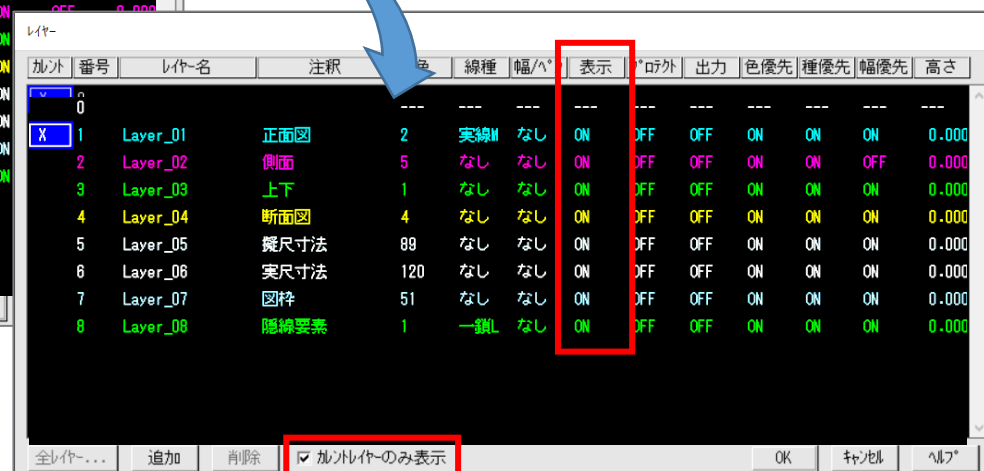 ON OFF 0.000
ON
ON
ON
ON
ON
ON
ﾚｲﾔｰ
ｶﾚﾝﾄ 番号 ﾚｲﾔｰ名 注釈 色 線種 幅/ﾍﾟ 表示 ﾌﾟﾛﾃｸﾄ 出力 色優先 種優先 幅優先 高さ
0 --- --- --- --- --- --- --- --- --- ---
X 1 Layer_01 正面図 2 実線M なし ON OFF OFF ON ON ON 0.000
2 Layer_02 側面 5 なし なし ON OFF OFF ON ON OFF 0.000
3 Layer_03 上下 1 なし なし ON OFF OFF ON ON ON 0.000
4 Layer_04 断面図 4 なし なし ON OFF OFF ON ON ON 0.000
5 Layer_05 擬尺寸法 89 なし なし ON OFF OFF ON ON ON 0.000
6 Layer_06 実尺寸法 120 なし なし ON OFF OFF ON ON ON 0.000
7 Layer_07 図枠 51 なし なし ON OFF OFF ON ON ON 0.000
8 Layer_08 隠線要素 1 一鎖L なし ON OFF OFF ON ON ON 0.000
全ﾚｲﾔｰ... 追加 削除 ｶﾚﾝﾄﾚｲﾔｰのみ表示 OK ｷｬﾝｾﾙ ﾍﾙﾌﾟ